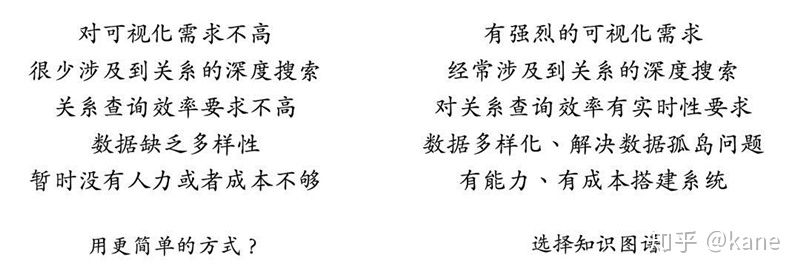 对可视化需求不高
很少涉及到关系的深度搜索
关系查询效率要求不高
数据缺乏多样性
暂时没有人力或者成本不够
用更简单的方式？
有强烈的可视化需求
经常涉及到关系的深度搜索
对关系查询效率有实时性要求
数据多样化、解决数据孤岛问题
有能力、有成本搭建系统
选择知识图谱
知乎 @kane